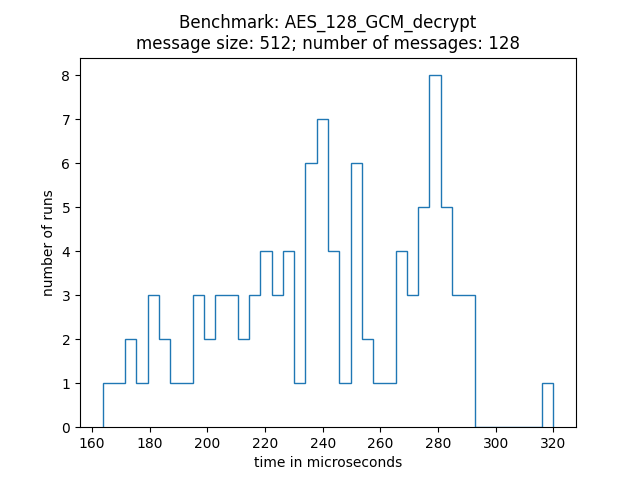 Benchmark: AES_128_GCM_decrypt
message size: 512; number of messages: 128
8
7
6
5
4
3
2
1
0
number of runs
160 180 200 220 240 260 280 300 320
time in microseconds